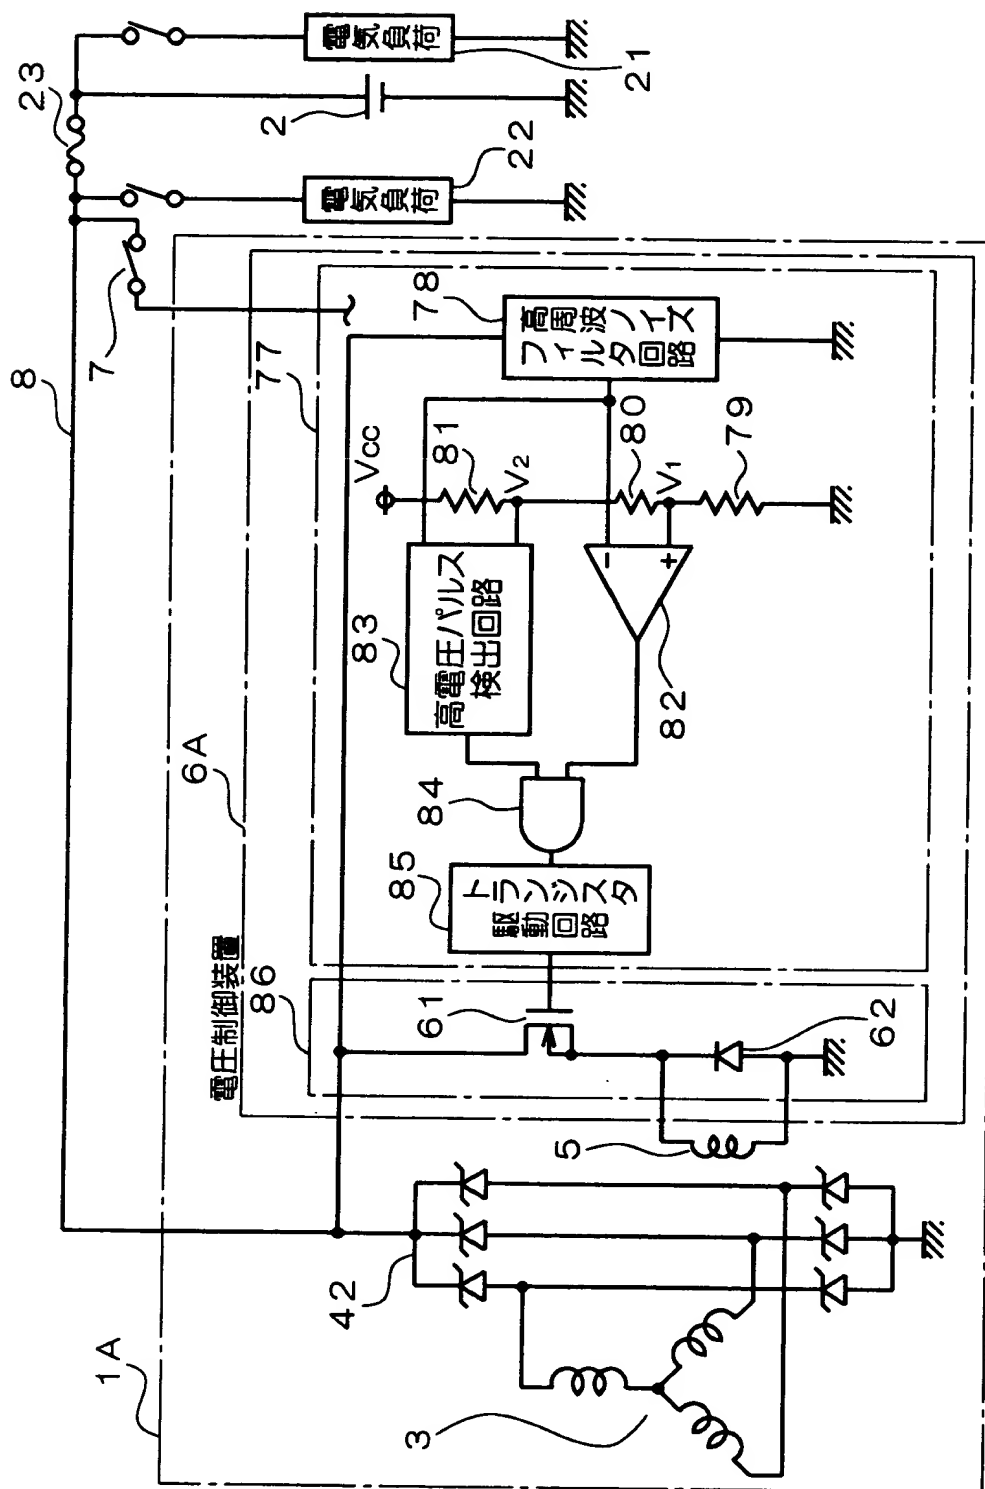 1A
電圧制御装置
6A
77
8
7
23
電気負荷
21
2
電気負荷
22
42
3
5
86
61
62
トランジスタ
駆動回路
85
84
高電圧パルス
検出回路
83
82
Vcc
81
V2
80
V1
79
高周波ノイズ
フィルタ回路
78
-
+